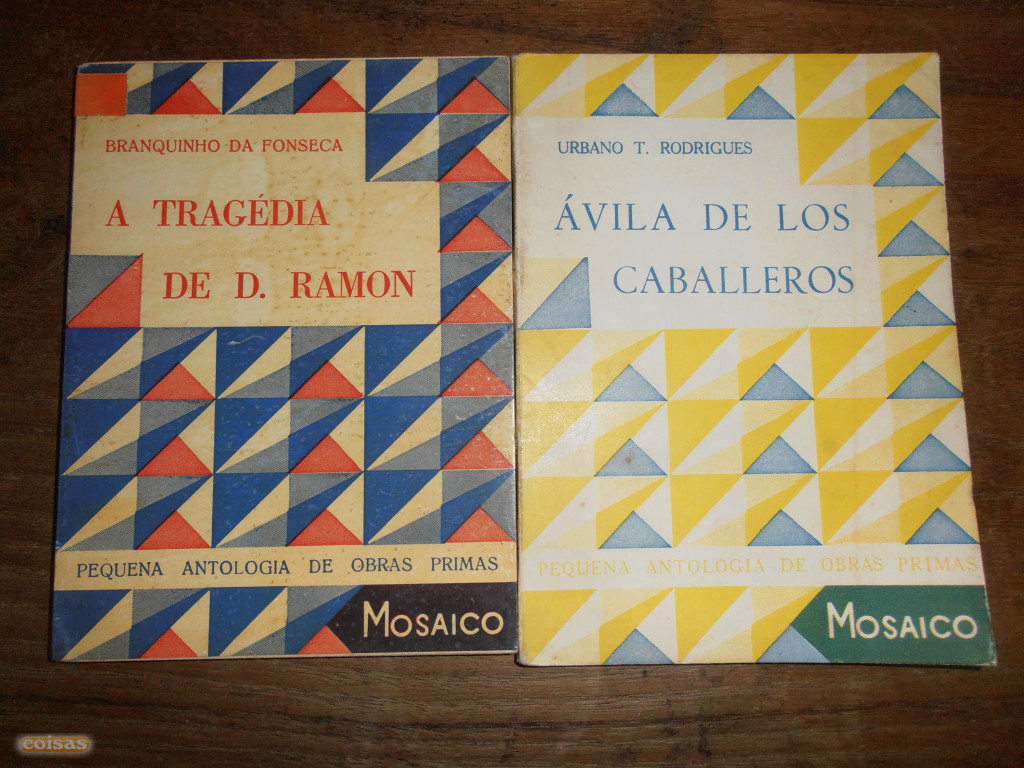 BRANQUINHO DA FONSECA
A TRAGÉDIA
DE D. RAMON
PEQUENA ANTOLOGIA DE OBRAS PRIMAS
MOSAICO
URBANO T. RODRIGUES
ÁVILA DE LOS
CABALLEROS
PEQUENA ANTOLOGIA DE OBRAS PRIMAS
MOSAICO
coisas